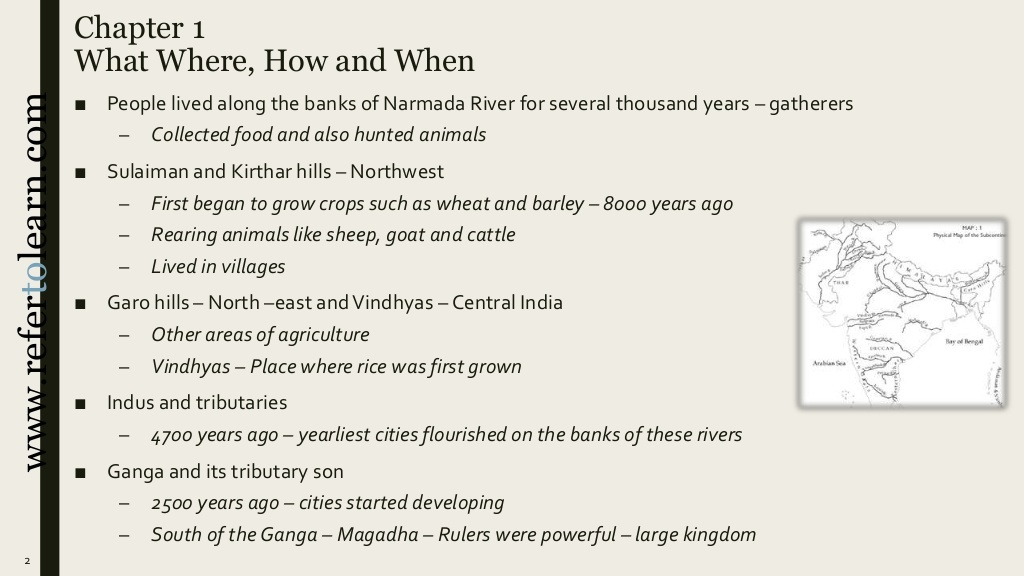 Chapter 1
What Where, How and When
■ People lived along the banks of Narmada River for several thousand years – gatherers
– Collected food and also hunted animals
■ Sulaiman and Kirthar hills – Northwest
– First began to grow crops such as wheat and barley – 8000 years ago
– Rearing animals like sheep, goat and cattle
– Lived in villages
■ Garo hills – North –east and Vindhyas – Central India
– Other areas of agriculture
– Vindhyas – Place where rice was first grown
■ Indus and tributaries
– 4700 years ago – yearliest cities flourished on the banks of these rivers
■ Ganga and its tributary son
– 2500 years ago – cities started developing
– South of the Ganga – Magadha – Rulers were powerful – large kingdom
www.refertolearn.com
2
MAP : 1
Physical Map of the Subcontin
THAR
DECCAN
Bay of Bengal
Arabian Sea